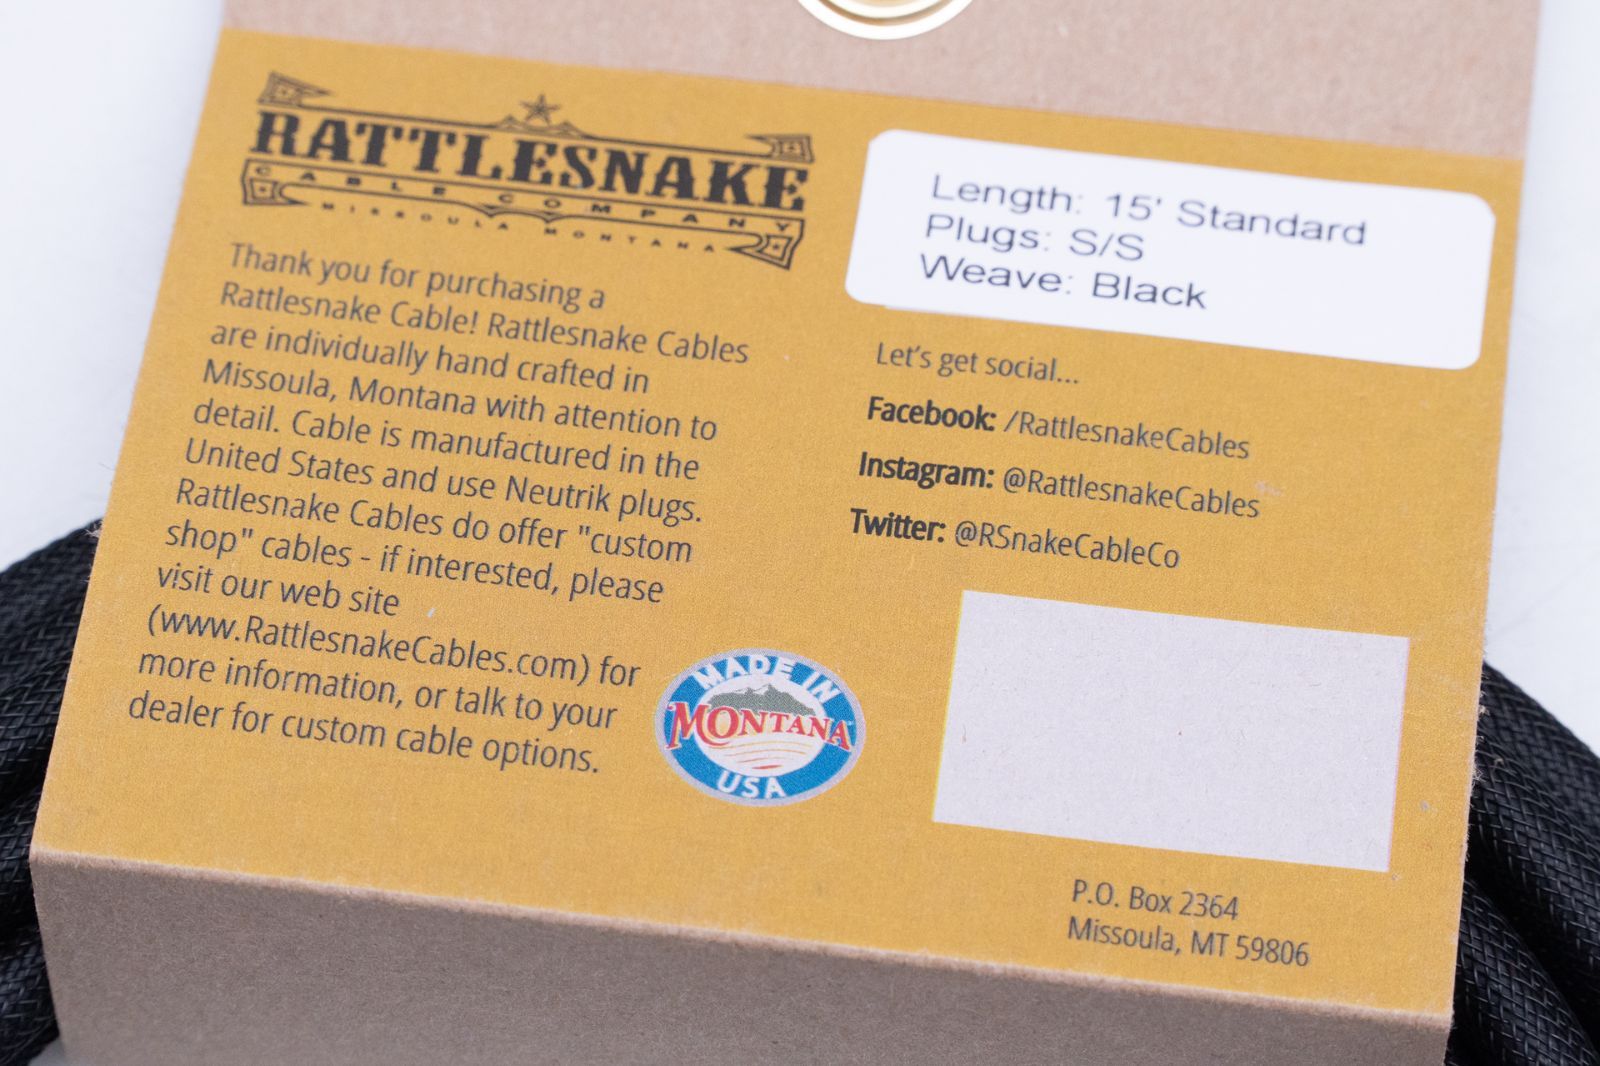 RATTLESNAKE
CABLE COMPANY
MISSOULA MONTANA
Thank you for purchasing a
Rattlesnake Cable! Rattlesnake Cables
are individually hand crafted in
Missoula, Montana with attention to
detail. Cable is manufactured in the
United States and use Neutrik plugs.
Rattlesnake Cables do offer "custom
shop" cables - if interested, please
visit our web site
(www.RattlesnakeCables.com) for
more information, or talk to your
dealer for custom cable options.
MADE IN
MONTANA
USA
Length: 15' Standard
Plugs: S/S
Weave: Black
Let's get social...
Facebook: /RattlesnakeCables
Instagram: @RattlesnakeCables
Twitter: @RSnakeCableCo
P.O. Box 2364
Missoula, MT 59806